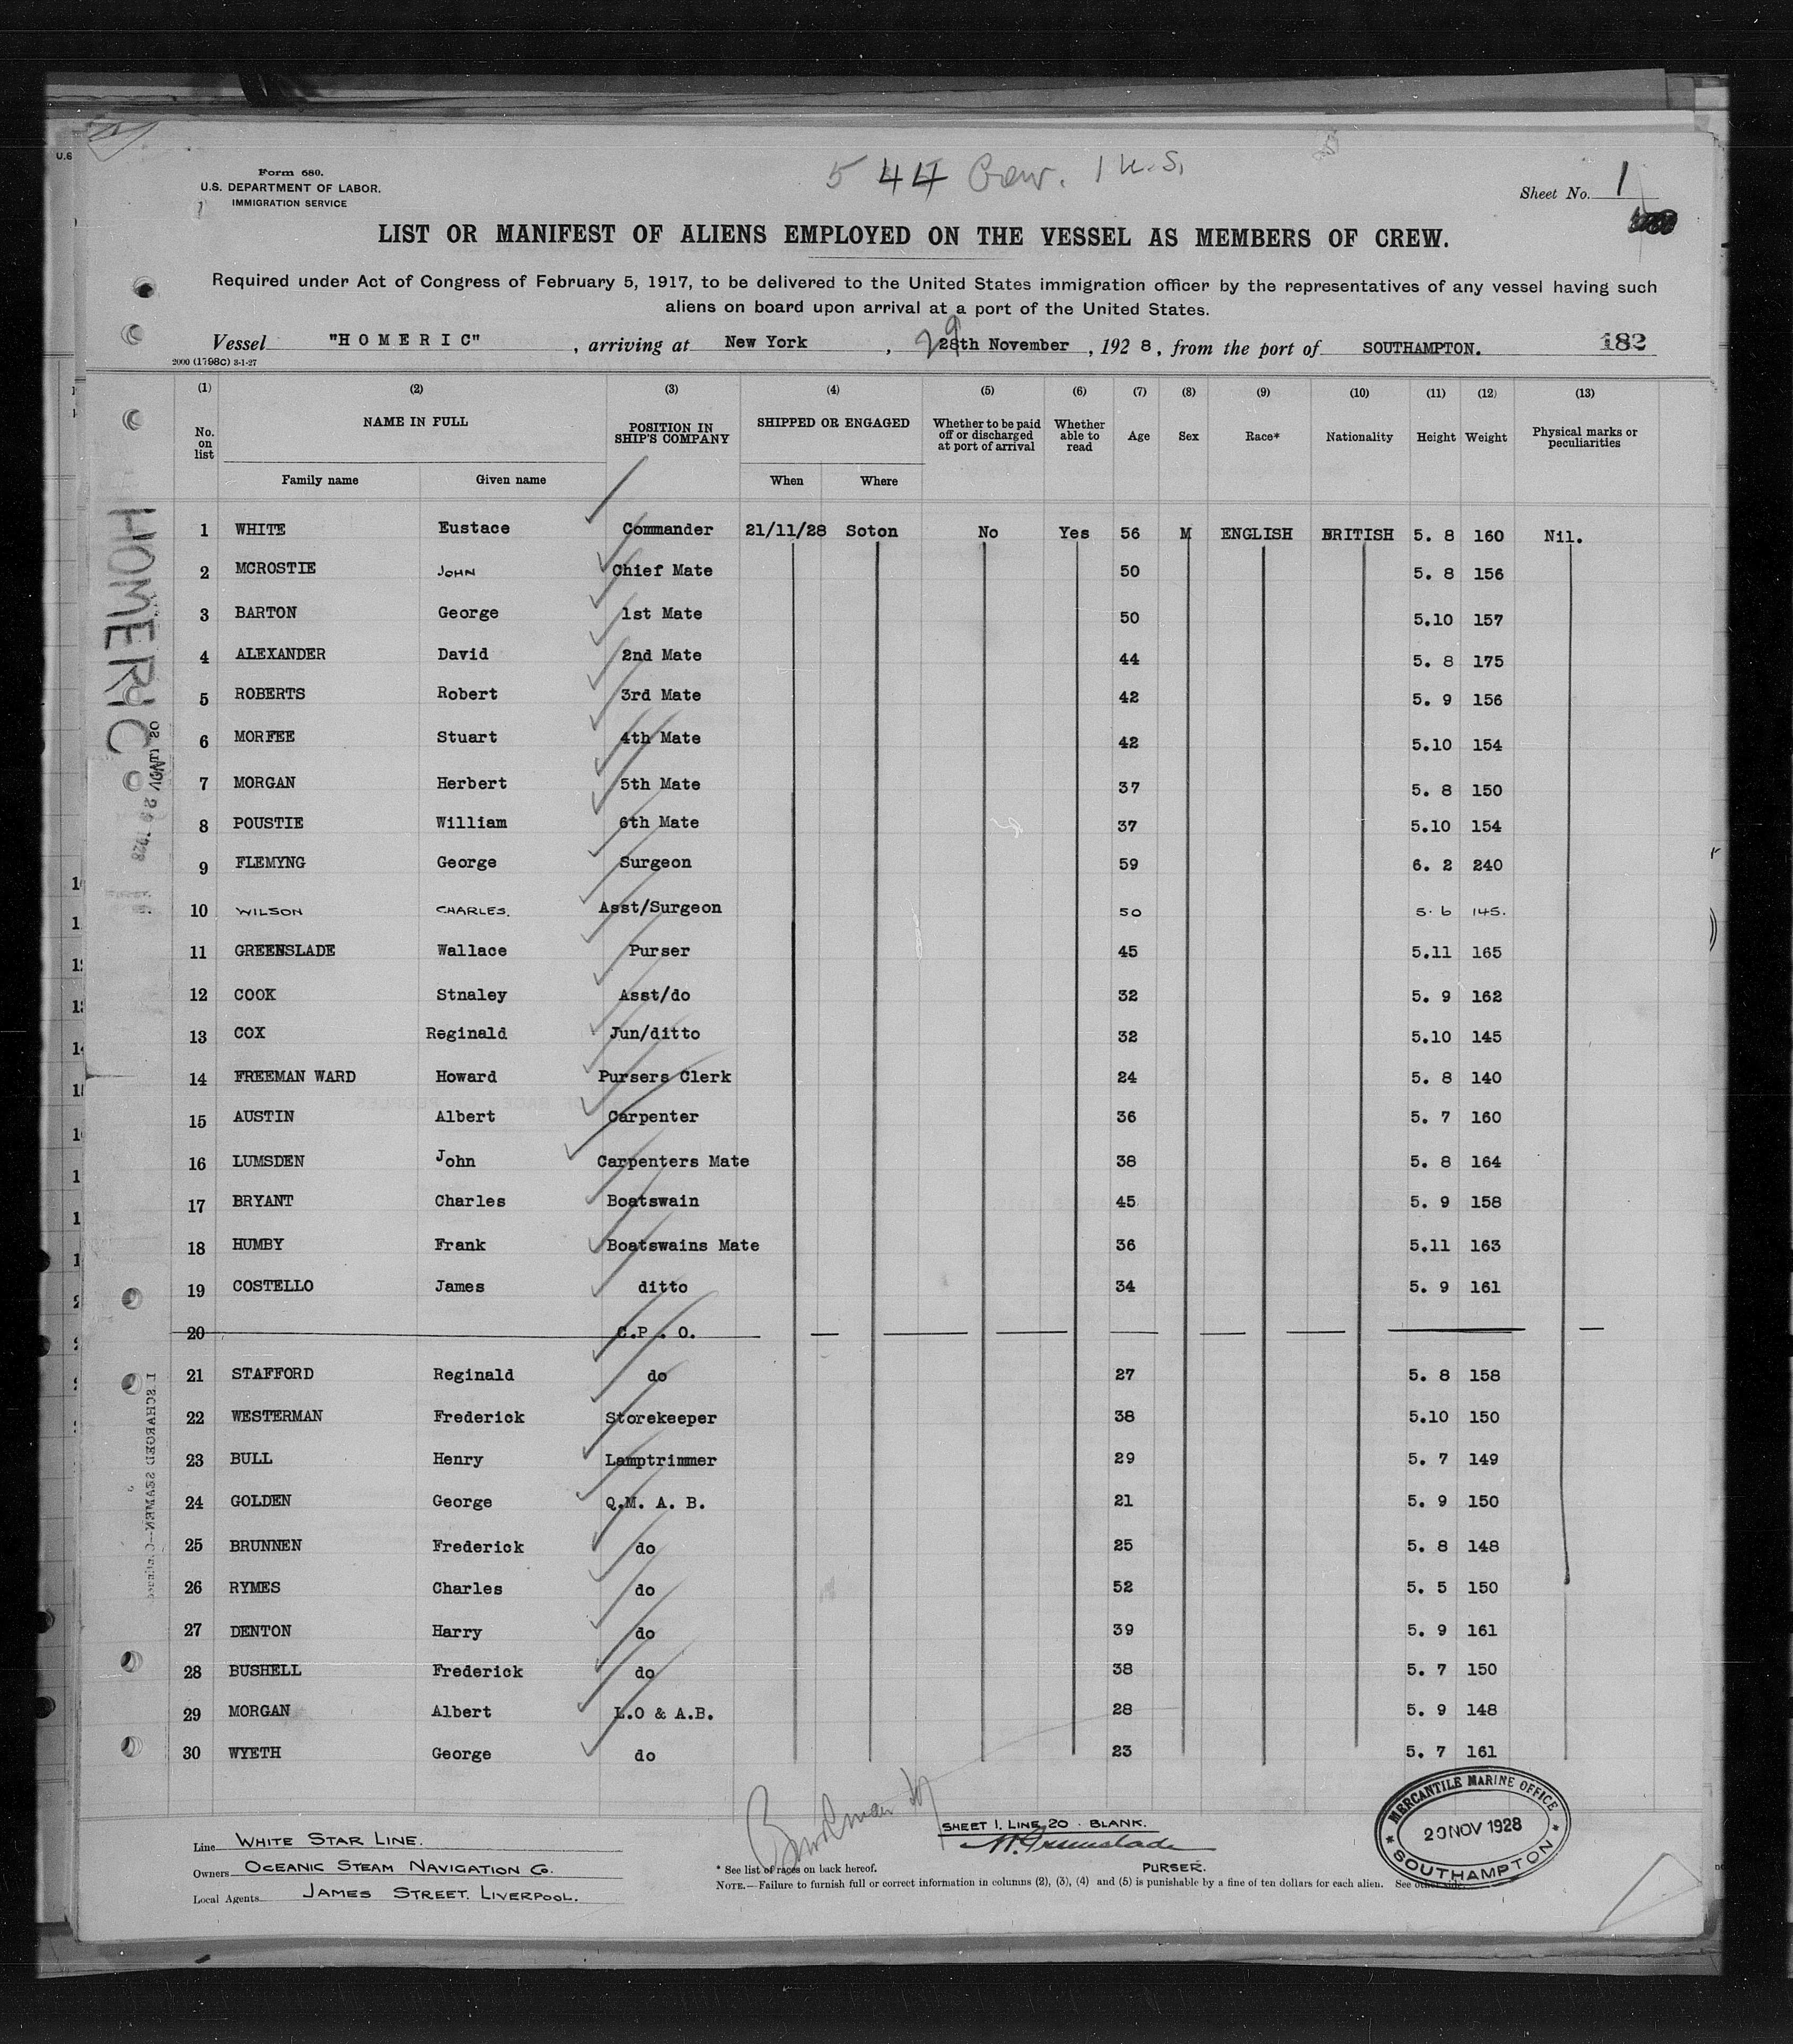 U.6
Form 680.
U.S. DEPARTMENT OF LABOR.
IMMIGRATION SERVICE
5 44 Crew. 1 U.S.
Sheet No. 1
LIST OR MANIFEST OF ALIENS EMPLOYED ON THE VESSEL AS MEMBERS OF CREW.
Required under Act of Congress of February 5, 1917, to be delivered to the United States immigration officer by the representatives of any vessel having such
aliens on board upon arrival at a port of the United States.
Vessel "HOMERIC", arriving at New York, 29 28th November, 1928, from the port of SOUTHAMPTON. 182
2000 (1798C) 3-1-27
(1) (2) (3) (4) (5) (6) (7) (8) (9) (10) (11) (12) (13)
No. on list NAME IN FULL POSITION IN SHIP'S COMPANY SHIPPED OR ENGAGED Whether to be paid off or discharged at port of arrival Whether able to read Age Sex Race* Nationality Height Weight Physical marks or peculiarities
Family name Given name When Where
1 WHITE Eustace Commander 21/11/28 Soton No Yes 56 M ENGLISH BRITISH 5. 8 160 Nil.
2 MCROSTIE JOHN Chief Mate 50 5. 8 156
3 BARTON George 1st Mate 50 5.10 157
4 ALEXANDER David 2nd Mate 44 5. 8 175
5 ROBERTS Robert 3rd Mate 42 5. 9 156
6 MORFEE Stuart 4th Mate 42 5.10 154
7 MORGAN Herbert 5th Mate 37 5. 8 150
8 POUSTIE William 6th Mate 37 5.10 154
9 FLEMYNG George Surgeon 59 6. 2 240
10 WILSON CHARLES. Asst/Surgeon 50 5. 6 145.
11 GREENSLADE Wallace Purser 45 5.11 165
12 COOK Stnaley Asst/do 32 5. 9 162
13 COX Reginald Jun/ditto 32 5.10 145
14 FREEMAN WARD Howard Pursers Clerk 24 5. 8 140
15 AUSTIN Albert Carpenter 36 5. 7 160
16 LUMSDEN John Carpenters Mate 38 5. 8 164
17 BRYANT Charles Boatswain 45 5. 9 158
18 HUMBY Frank Boatswains Mate 36 5.11 163
19 COSTELLO James ditto 34 5. 9 161
20 C.P. O.
21 STAFFORD Reginald do 27 5. 8 158
22 WESTERMAN Frederick Storekeeper 38 5.10 150
23 BULL Henry Lamptrimmer 29 5. 7 149
24 GOLDEN George Q.M. A. B. 21 5. 9 150
25 BRUNNEN Frederick do 25 5. 8 148
26 RYMES Charles do 52 5. 5 150
27 DENTON Harry do 39 5. 9 161
28 BUSHELL Frederick do 38 5. 7 150
29 MORGAN Albert L.O & A.B. 28 5. 9 148
30 WYETH George do 23 5. 7 161
HOMERIC
NOV 29 1928
SHEET 1. LINE 20 . BLANK.
W. Greenslade
PURSER.
Line WHITE STAR LINE.
Owners OCEANIC STEAM NAVIGATION Co.
Local Agents JAMES STREET. LIVERPOOL.
* See list of races on back hereof.
NOTE.—Failure to furnish full or correct information in columns (2), (3), (4) and (5) is punishable by a fine of ten dollars for each alien. See other side.
MERCANTILE MARINE OFFICE
20 NOV 1928
SOUTHAMPTON